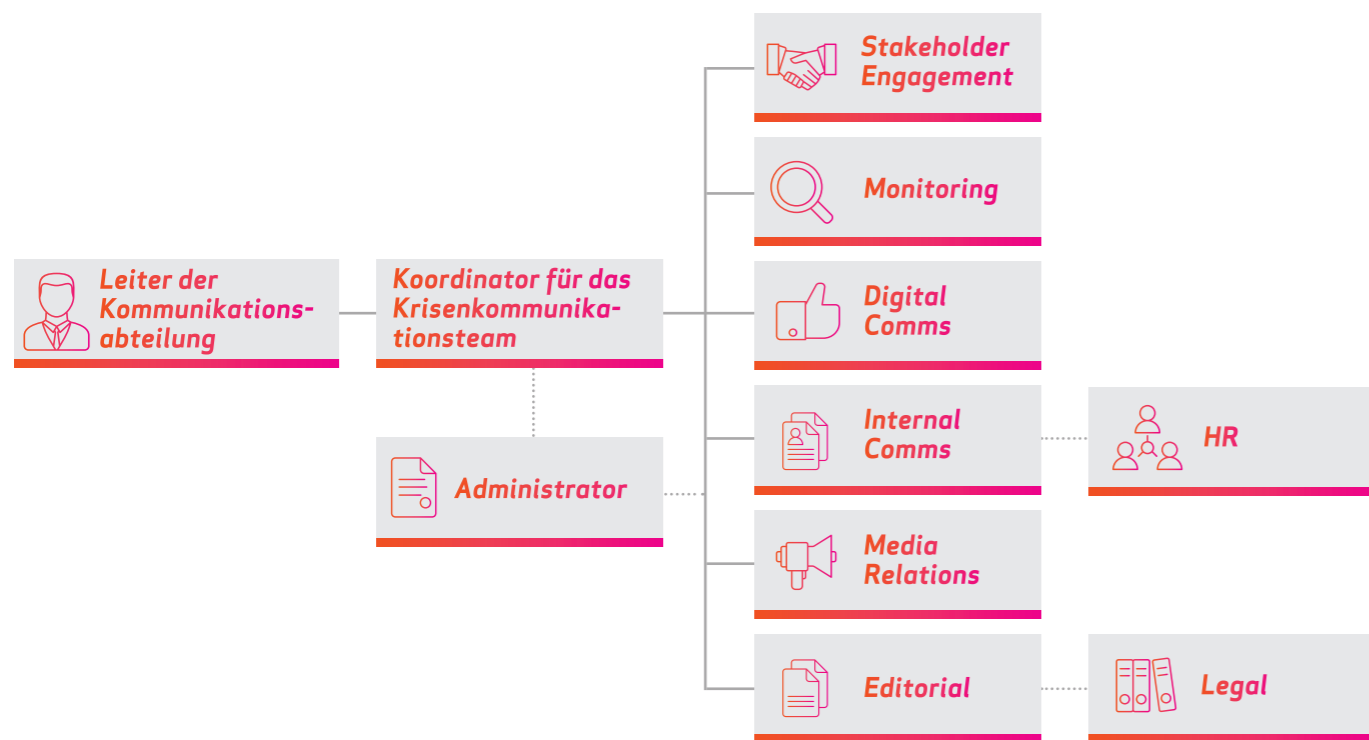 Stakeholder
Engagement
Monitoring
Leiter der
Kommunikations-
abteilung
Koordinator für das
Krisenkommunika-
tionsteam
Digital
Comms
Internal
Comms
HR
Administrator
Media
Relations
Editorial
Legal